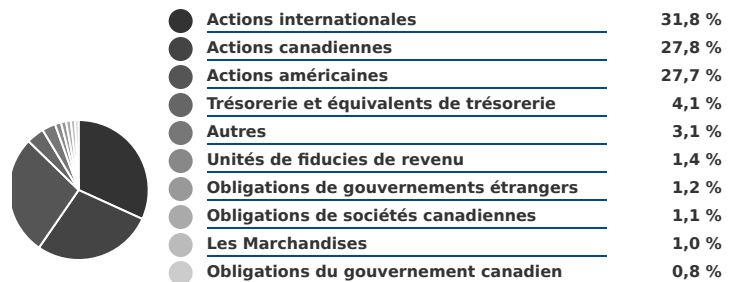 Actions internationales 31,8 %
Actions canadiennes 27,8 %
Actions américaines 27,7 %
Trésorerie et équivalents de trésorerie 4,1 %
Autres 3,1 %
Unités de fiducies de revenu 1,4 %
Obligations de gouvernements étrangers 1,2 %
Obligations de sociétés canadiennes 1,1 %
Les Marchandises 1,0 %
Obligations du gouvernement canadien 0,8 %